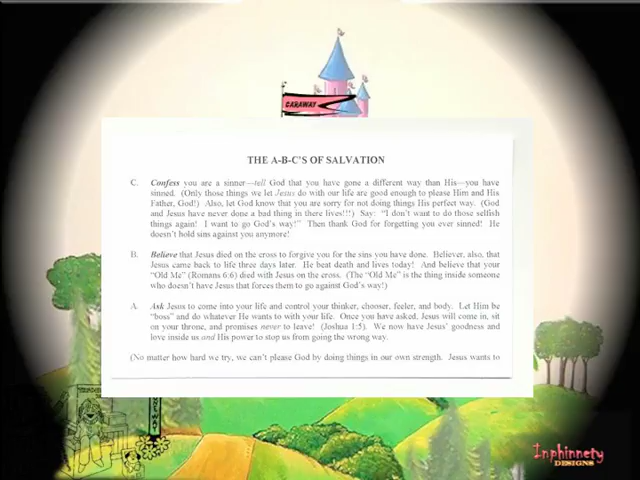 CARAWAY
THE A-B-C'S OF SALVATION
C. Confess you are a sinner—tell God that you have gone a different way than His—you have
sinned. (Only those things we let Jesus do with our life are good enough to please Him and His
Father, God!) Also, let God know that you are sorry for not doing things His perfect way. (God
and Jesus have never done a bad thing in there lives!!!) Say: "I don't want to do those selfish
things again! I want to go God's way!" Then thank God for forgetting you ever sinned! He
doesn't hold sins against you anymore!
B. Believe that Jesus died on the cross to forgive you for the sins you have done. Believer, also, that
Jesus came back to life three days later. He beat death and lives today! And believe that your
"Old Me" (Romans 6:6) died with Jesus on the cross. (The "Old Me" is the thing inside someone
who doesn't have Jesus that forces them to go against God's way!)
A. Ask Jesus to come into your life and control your thinker, chooser, feeler, and body. Let Him be
"boss" and do whatever He wants to with your life. Once you have asked, Jesus will come in, sit
on your throne, and promises never to leave! (Joshua 1:5). We now have Jesus' goodness and
love inside us and His power to stop us from going the wrong way.
(No matter how hard we try, we can't please God by doing things in our own strength. Jesus wants to
Inphinnety
DESIGNS